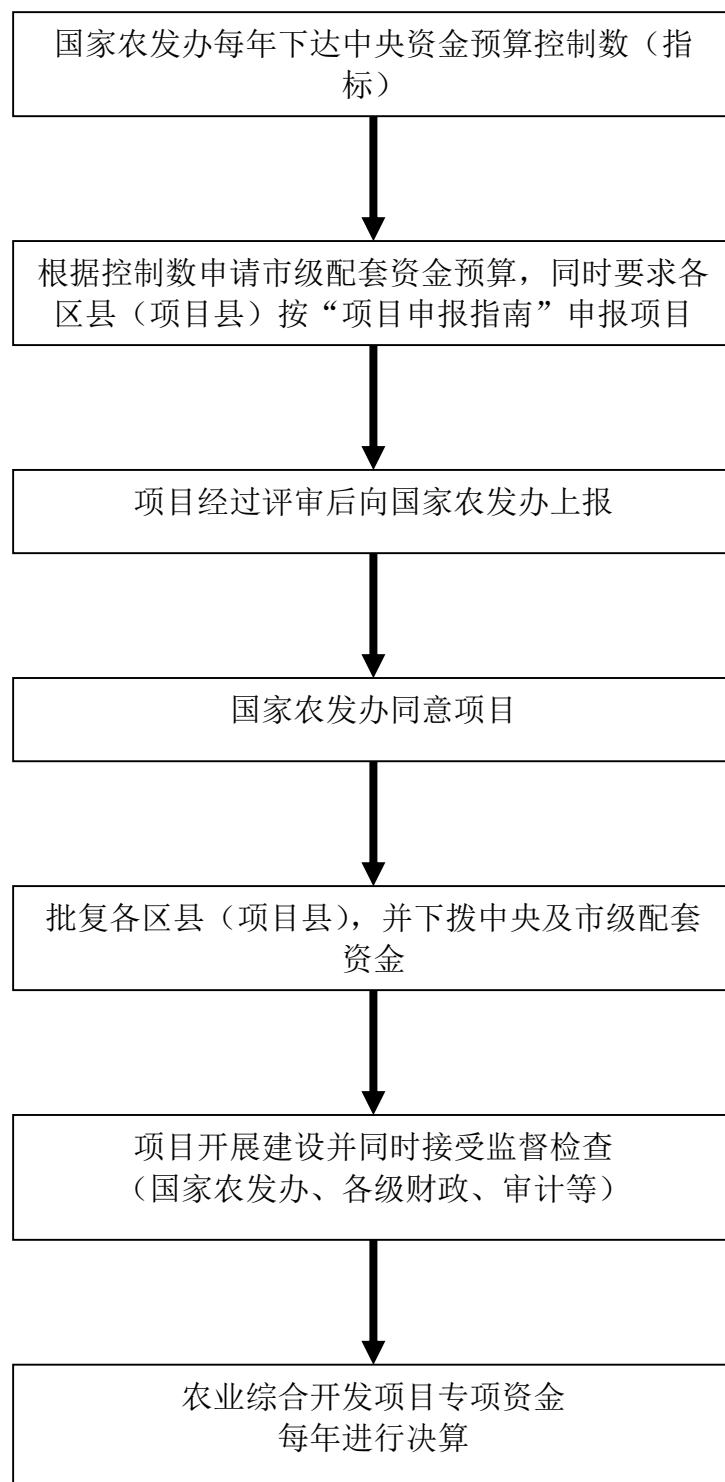 国家农发办每年下达中央资金预算控制数（指
标）
根据控制数申请市级配套资金预算，同时要求各
区县（项目县）按“项目申报指南”申报项目
项目经过评审后向国家农发办上报
国家农发办同意项目
批复各区县（项目县），并下拨中央及市级配套
资金
项目开展建设并同时接受监督检查
（国家农发办、各级财政、审计等）
农业综合开发项目专项资金
每年进行决算